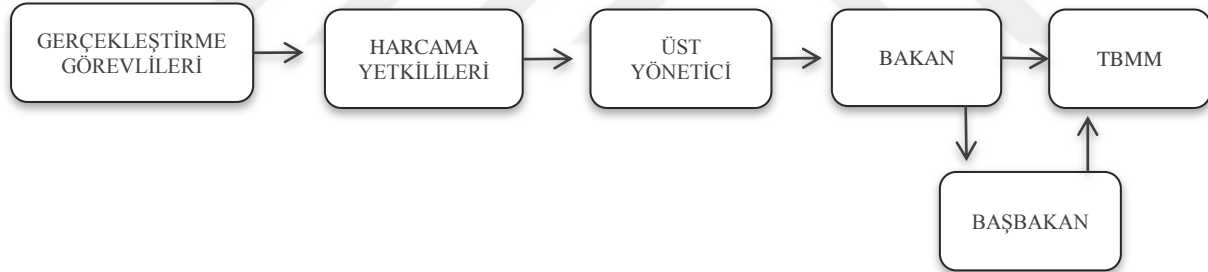 GERÇEKLEŞTİRME
GÖREVLİLERİ
HARCAMA
YETKİLİLERİ
ÜST
YÖNETİCİ
BAKAN
TBMM
BAŞBAKAN